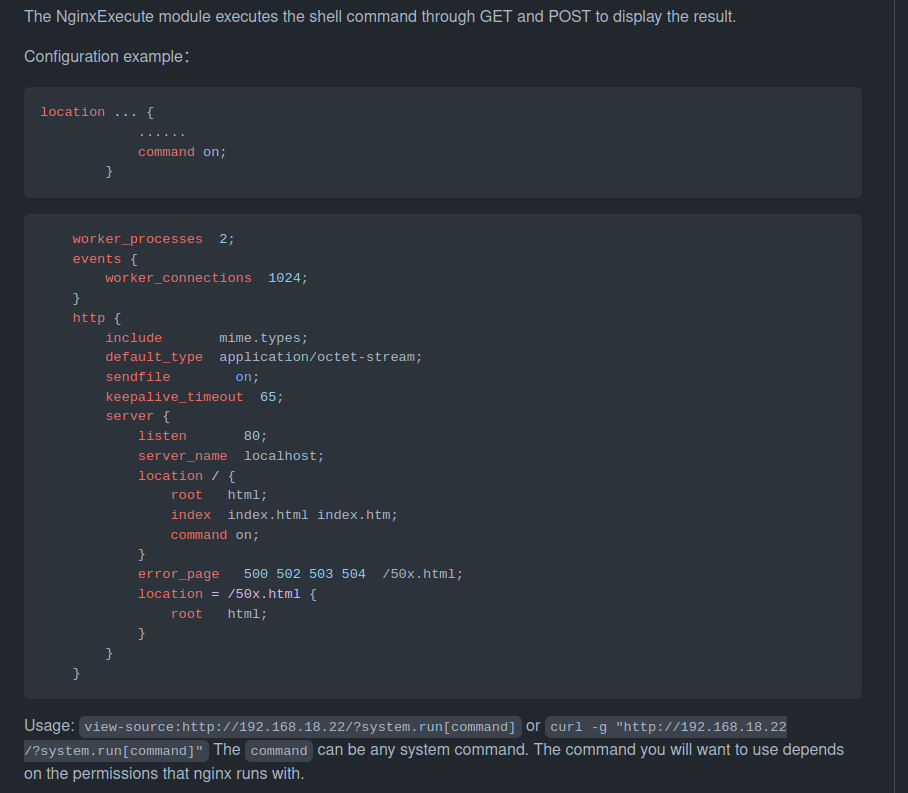 The NginxExecute module executes the shell command through GET and POST to display the result.
Configuration example：
location ... {
            ......
            command on;
        }
    worker_processes  2;
    events {
        worker_connections  1024;
    }
    http {
        include       mime.types;
        default_type  application/octet-stream;
        sendfile        on;
        keepalive_timeout  65;
        server {
            listen       80;
            server_name  localhost;
            location / {
                root   html;
                index  index.html index.htm;
                command on;
            }
            error_page   500 502 503 504  /50x.html;
            location = /50x.html {
                root   html;
            }
        }
    }
Usage: view-source:http://192.168.18.22/?system.run[command] or curl -g "http://192.168.18.22
/?system.run[command]" The command can be any system command. The command you will want to use depends
on the permissions that nginx runs with.